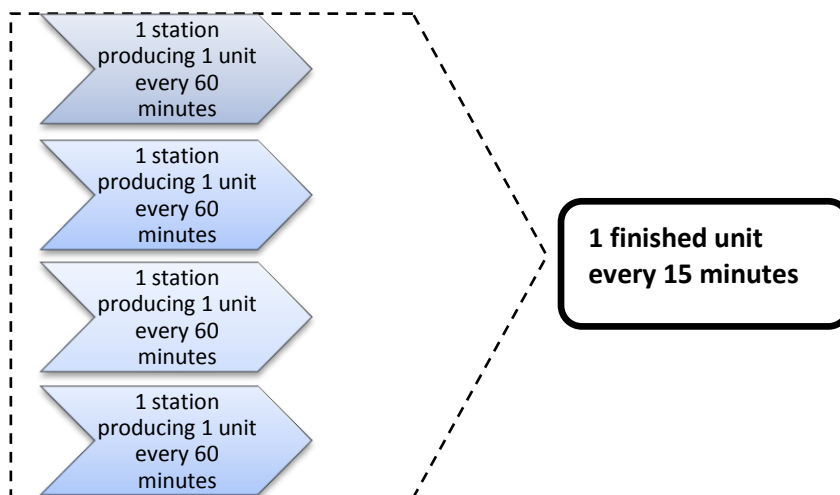 1 station
producing 1 unit
every 60
minutes
1 station
producing 1 unit
every 60
minutes
1 station
producing 1 unit
every 60
minutes
1 station
producing 1 unit
every 60
minutes
1 finished unit
every 15 minutes